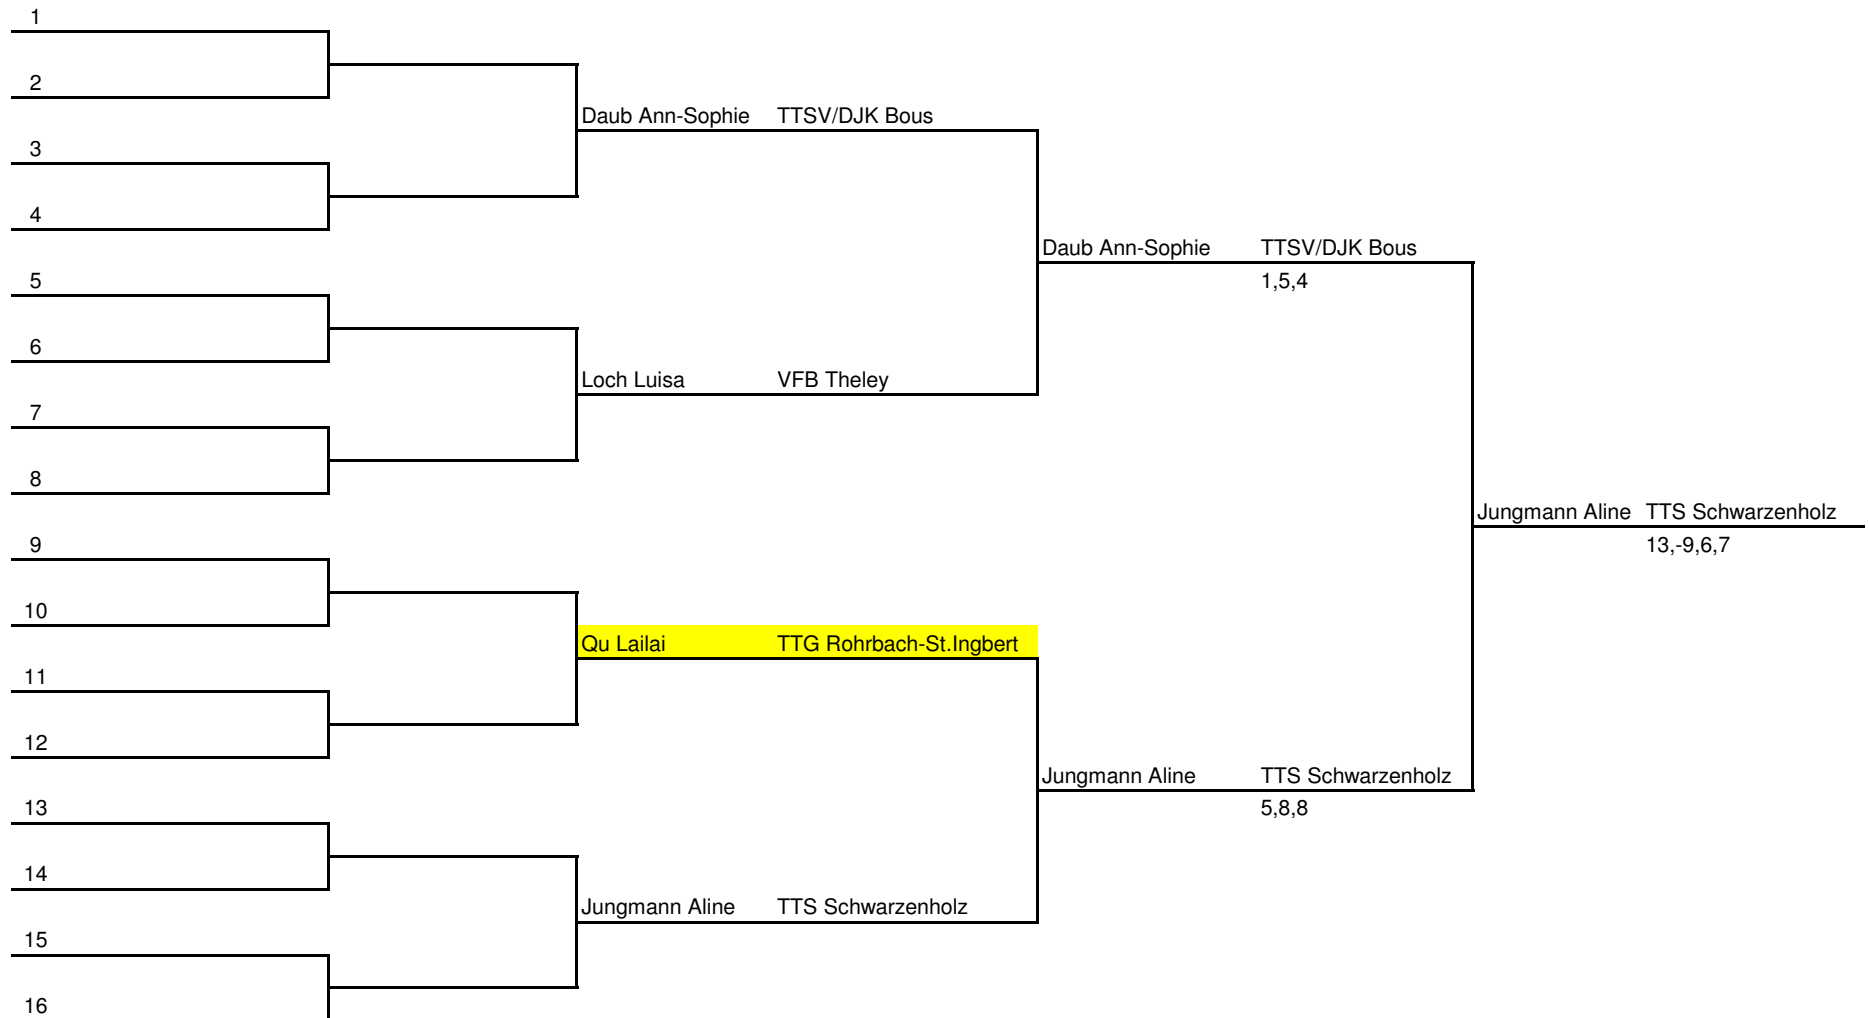 1
2
Daub Ann-Sophie TTSV/DJK Bous
3
4
Daub Ann-Sophie TTSV/DJK Bous
5
1,5,4
6
Loch Luisa VFB Theley
7
8
Jungmann Aline TTS Schwarzenholz
9
13,-9,6,7
10
Qu Lailai TTG Rohrbach-St.Ingbert
11
12
Jungmann Aline TTS Schwarzenholz
13
5,8,8
14
Jungmann Aline TTS Schwarzenholz
15
16